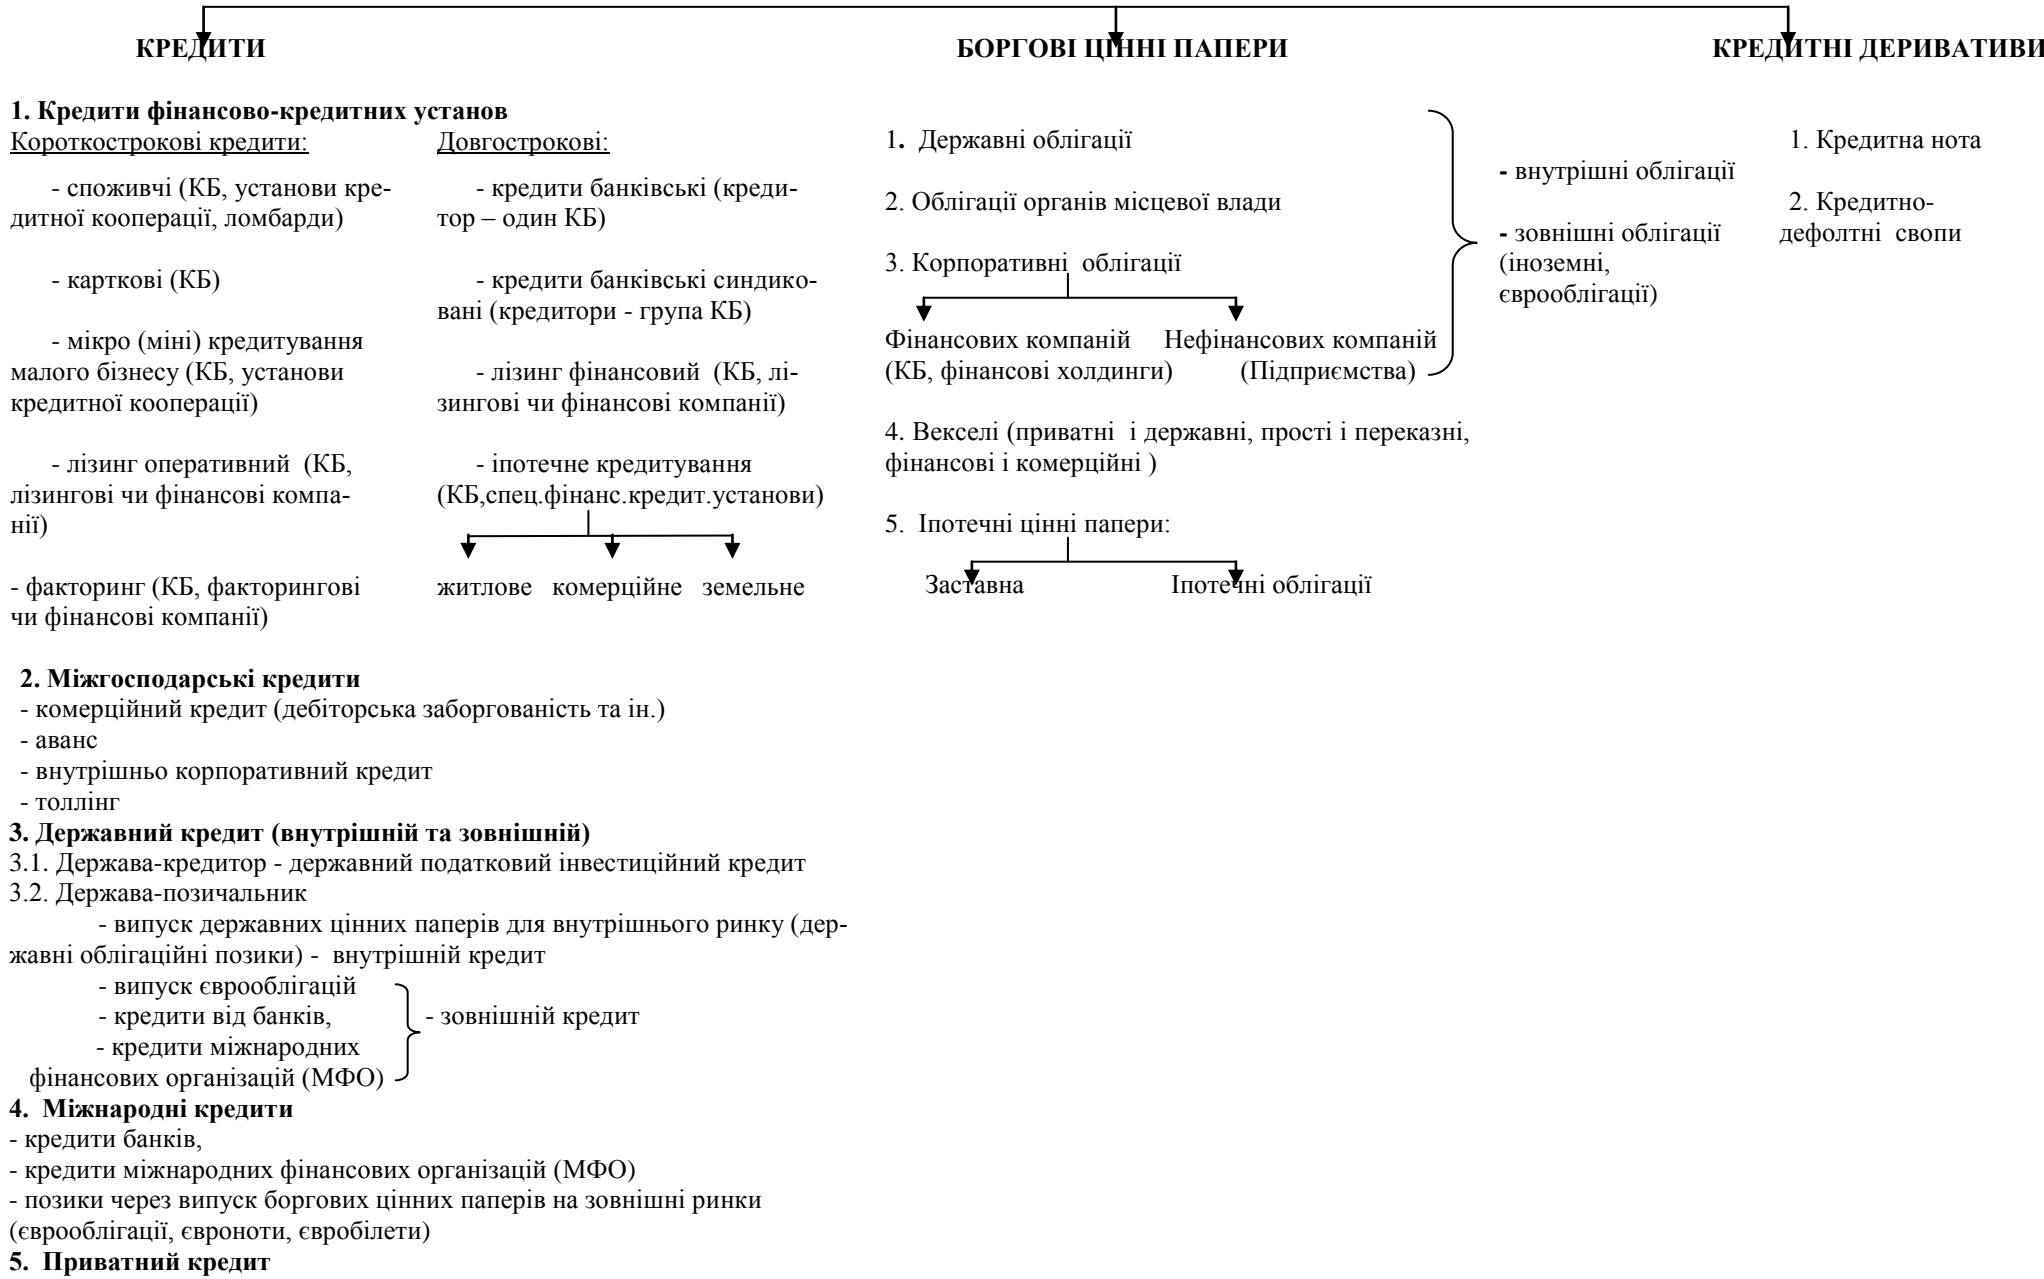 КРЕДИТИ
БОРГОВІ ЦІННІ ПАПЕРИ
КРЕДИТНІ ДЕРИВАТИВИ
1. Кредити фінансово-кредитних установ
Короткострокові кредити:
- споживчі (КБ, установи кре-
дитної кооперації, ломбарди)
- карткові (КБ)
- мікро (міні) кредитування
малого бізнесу (КБ, установи
кредитної кооперації)
- лізинг оперативний (КБ,
лізингові чи фінансові компа-
нії)
- факторинг (КБ, факторингові
чи фінансові компанії)
Довгострокові:
- кредити банківські (креди-
тор – один КБ)
- кредити банківські синдико-
вані (кредитори - група КБ)
- лізинг фінансовий (КБ, лі-
зингові чи фінансові компанії)
- іпотечне кредитування
(КБ,спец.фінанс.кредит.установи)
житлове комерційне земельне
2. Міжгосподарські кредити
- комерційний кредит (дебіторська заборгованість та ін.)
- аванс
- внутрішньо корпоративний кредит
- толлінг
3. Державний кредит (внутрішній та зовнішній)
3.1. Держава-кредитор - державний податковий інвестиційний кредит
3.2. Держава-позичальник
- випуск державних цінних паперів для внутрішнього ринку (дер-
жавні облігаційні позики) - внутрішній кредит
- випуск єврооблігацій
- кредити від банків,
- кредити міжнародних
фінансових організацій (МФО)
- зовнішній кредит
4. Міжнародні кредити
- кредити банків,
- кредити міжнародних фінансових організацій (МФО)
- позики через випуск боргових цінних паперів на зовнішні ринки
(єврооблігації, євроноти, євробілети)
5. Приватний кредит
1. Державні облігації
2. Облігації органів місцевої влади
3. Корпоративні облігації
Фінансових компаній Нефінансових компаній
(КБ, фінансові холдинги) (Підприємства)
4. Векселі (приватні і державні, прості і переказні,
фінансові і комерційні )
5. Іпотечні цінні папери:
Заставна Іпотечні облігації
- внутрішні облігації
- зовнішні облігації
(іноземні,
єврооблігації)
1. Кредитна нота
2. Кредитно-
дефолтні свопи